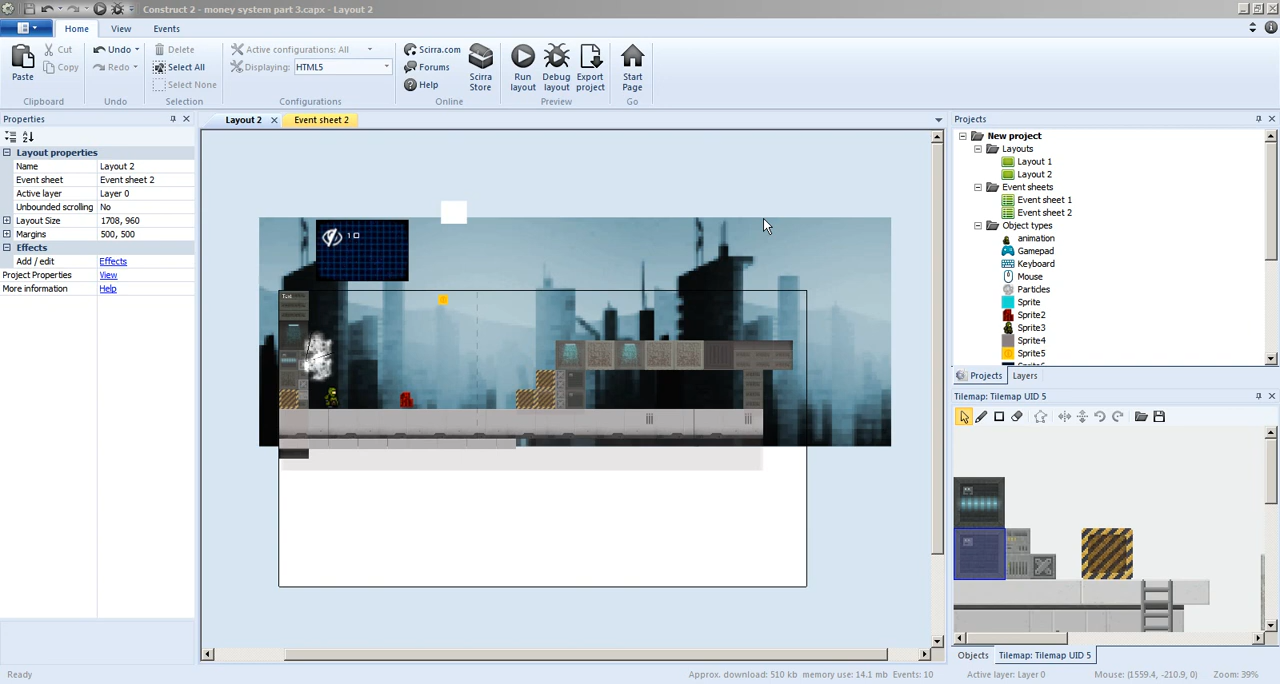 Construct 2 - money system part 3.capx - Layout 2
Home View Events
Paste Cut Copy Clipboard
Undo Redo Undo
Delete Select All Select None Selection
Active configurations: All
Displaying: HTML5
Configurations
Scirra.com Forums Help Scirra Store Online
Run layout Debug layout Export project Preview
Start Page Go
Properties
Layout properties
Name Layout 2
Event sheet Event sheet 2
Active layer Layer 0
Unbounded scrolling No
Layout Size 1708, 960
Margins 500, 500
Effects
Add / edit Effects
Project Properties View
More information Help
Layout 2 Event sheet 2
Text
Projects
New project
Layouts
Layout 1
Layout 2
Event sheets
Event sheet 1
Event sheet 2
Object types
animation
Gamepad
Keyboard
Mouse
Particles
Sprite
Sprite2
Sprite3
Sprite4
Sprite5
Projects Layers
Tilemap: Tilemap UID 5
Objects Tilemap: Tilemap UID 5
Ready
Approx. download: 510 kb memory use: 14.1 mb Events: 10 Active layer: Layer 0 Mouse: (1559.4, -210.9, 0) Zoom: 39%